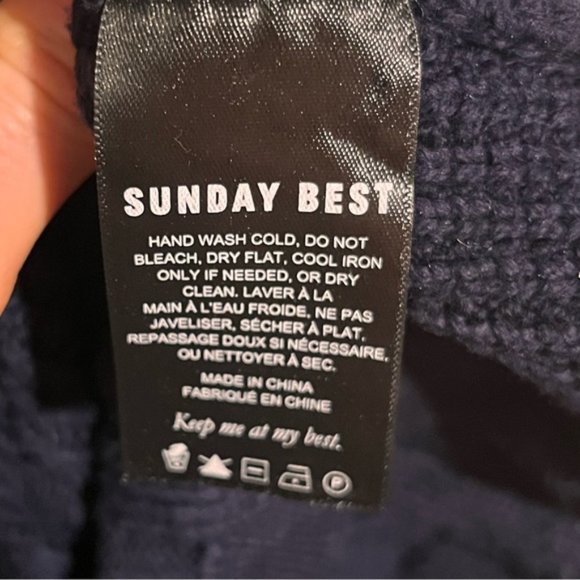 SUNDAY BEST
HAND WASH COLD, DO NOT
BLEACH, DRY FLAT, COOL IRON
ONLY IF NEEDED, OR DRY
CLEAN. LAVER À LA
MAIN À L'EAU FROIDE, NE PAS
JAVELISER, SÉCHER À PLAT,
REPASSAGE DOUX SI NÉCESSAIRE,
OU NETTOYER À SEC.
MADE IN CHINA
FABRIQUÉ EN CHINE
Keep me at my best.
P